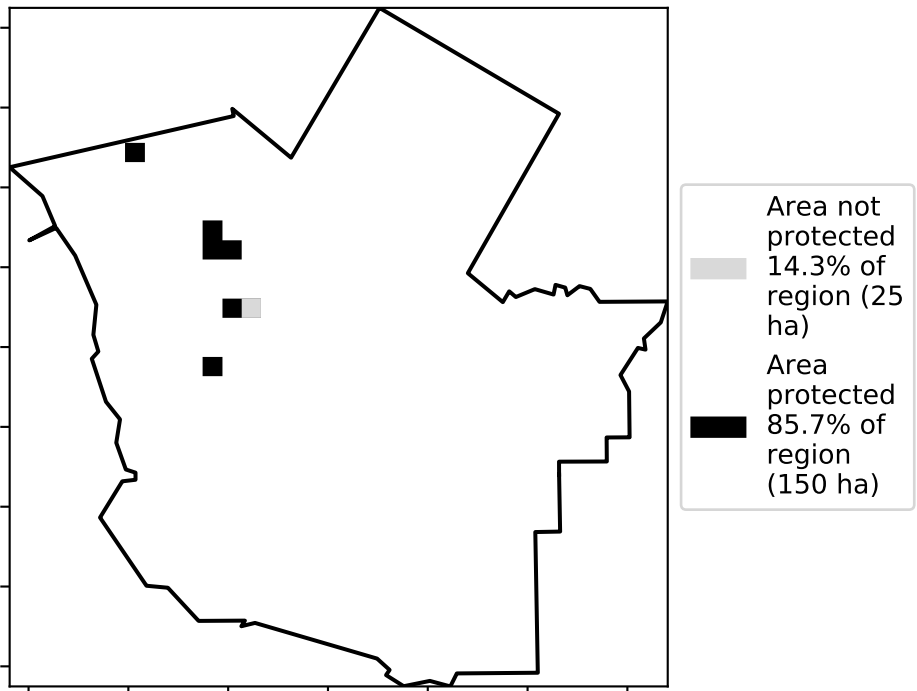 Area not
protected
14.3% of
region (25
ha)
Area
protected
85.7% of
region
(150 ha)